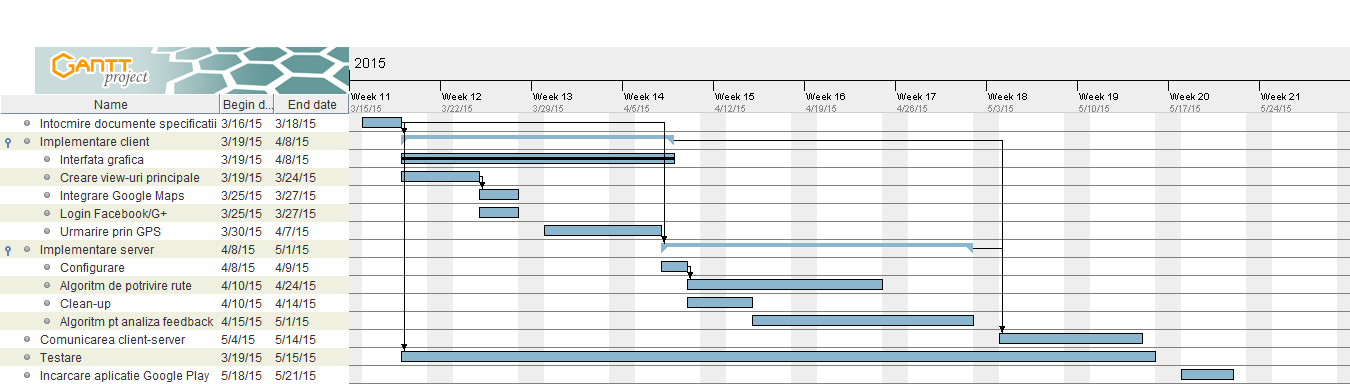 GANTT
project
2015
Name Begin d... End date
Week 11 Week 12 Week 13 Week 14 Week 15 Week 16 Week 17 Week 18 Week 19 Week 20 Week 21
3/15/15 3/22/15 3/29/15 4/5/15 4/12/15 4/19/15 4/26/15 5/3/15 5/10/15 5/17/15 5/24/15
Intocmire documente specificatii 3/16/15 3/18/15
Implementare client 3/19/15 4/8/15
Interfata grafica 3/19/15 4/8/15
Creare view-uri principale 3/19/15 3/24/15
Integrare Google Maps 3/25/15 3/27/15
Login Facebook/G+ 3/25/15 3/27/15
Urmarire prin GPS 3/30/15 4/7/15
Implementare server 4/8/15 5/1/15
Configurare 4/8/15 4/9/15
Algoritm de potrivire rute 4/10/15 4/24/15
Clean-up 4/10/15 4/14/15
Algoritm pt analiza feedback 4/15/15 5/1/15
Comunicarea client-server 5/4/15 5/14/15
Testare 3/19/15 5/15/15
Incarcare aplicatie Google Play 5/18/15 5/21/15